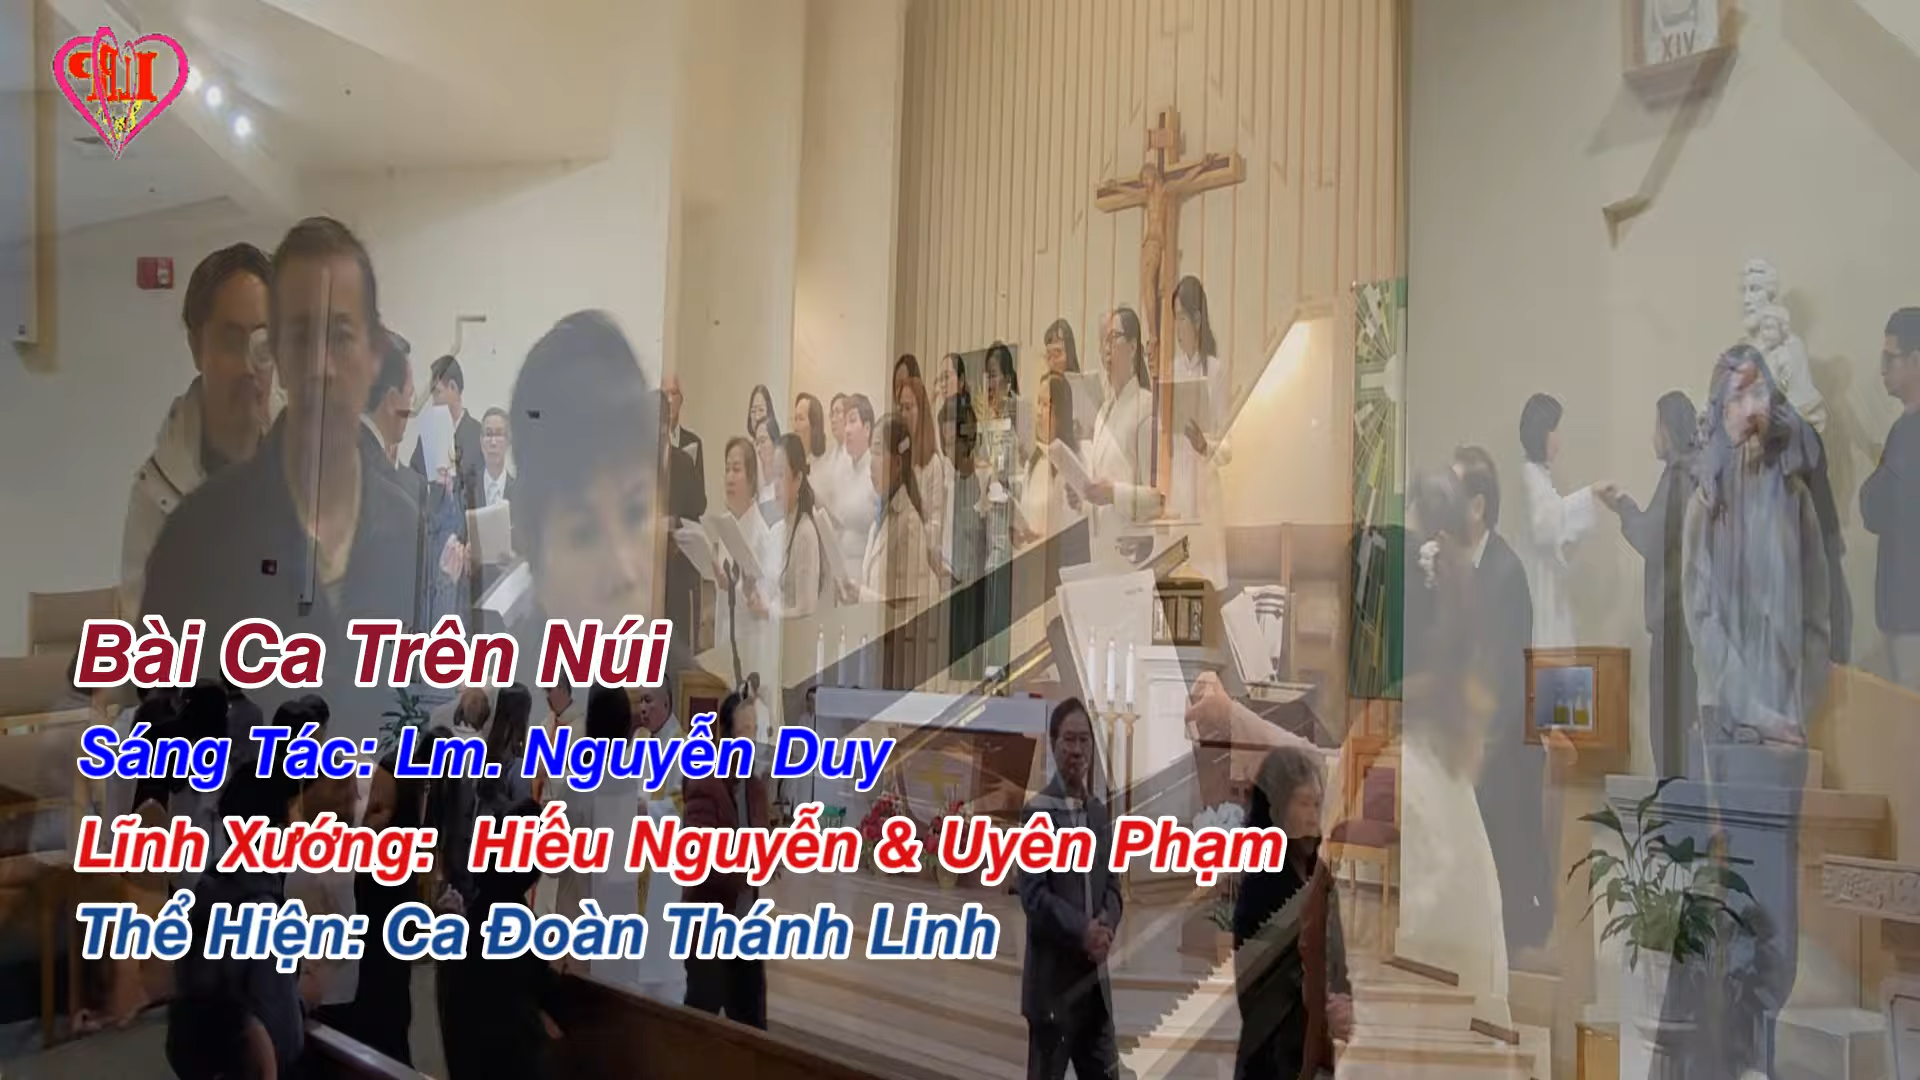 XIV
Bài Ca Trên Núi
Sáng Tác: Lm. Nguyễn Duy
Lĩnh Xướng: Hiếu Nguyễn & Uyên Phạm
Thể Hiện: Ca Đoàn Thánh Linh